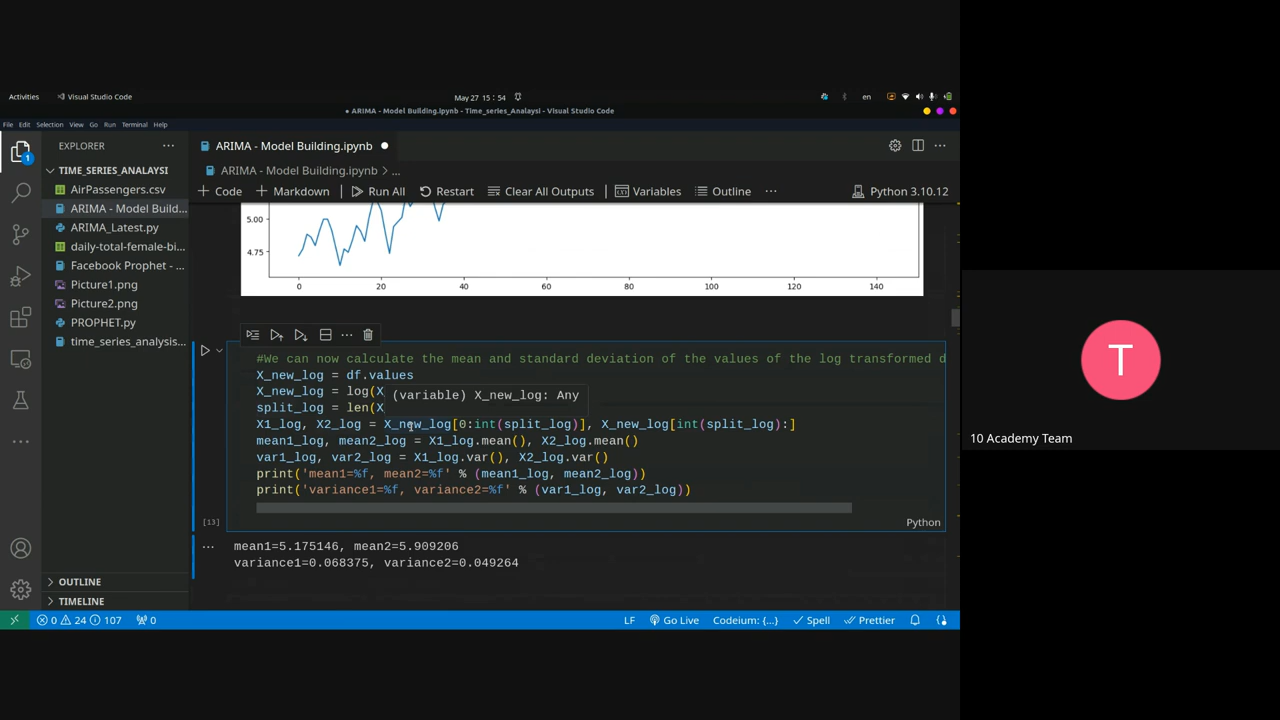 Activities
Visual Studio Code
May 27 15:54
en
• ARIMA - Model Building.ipynb - Time_series_Analaysi - Visual Studio Code
File Edit Selection View Go Run Terminal Help
EXPLORER
ARIMA - Model Building.ipynb
TIME_SERIES_ANALAYSI
ARIMA - Model Building.ipynb > ...
AirPassengers.csv
Code
Markdown
Run All
Restart
Clear All Outputs
Variables
Outline
Python 3.10.12
ARIMA - Model Build...
ARIMA_Latest.py
daily-total-female-bi...
Facebook Prophet - ...
Picture1.png
Picture2.png
PROPHET.py
time_series_analysis...
1
5.00
4.75
0 20 40 60 80 100 120 140
#We can now calculate the mean and standard deviation of the values of the log transformed d
X_new_log = df.values
X_new_log = log(X
(variable) X_new_log: Any
split_log = len(X
X1_log, X2_log = X_new_log[0:int(split_log)], X_new_log[int(split_log):]
mean1_log, mean2_log = X1_log.mean(), X2_log.mean()
var1_log, var2_log = X1_log.var(), X2_log.var()
print('mean1=%f, mean2=%f' % (mean1_log, mean2_log))
print('variance1=%f, variance2=%f' % (var1_log, var2_log))
[13]
Python
mean1=5.175146, mean2=5.909206
variance1=0.068375, variance2=0.049264
OUTLINE
TIMELINE
0 24 107 0
LF
Go Live
Codeium: {...}
Spell
Prettier
T
10 Academy Team